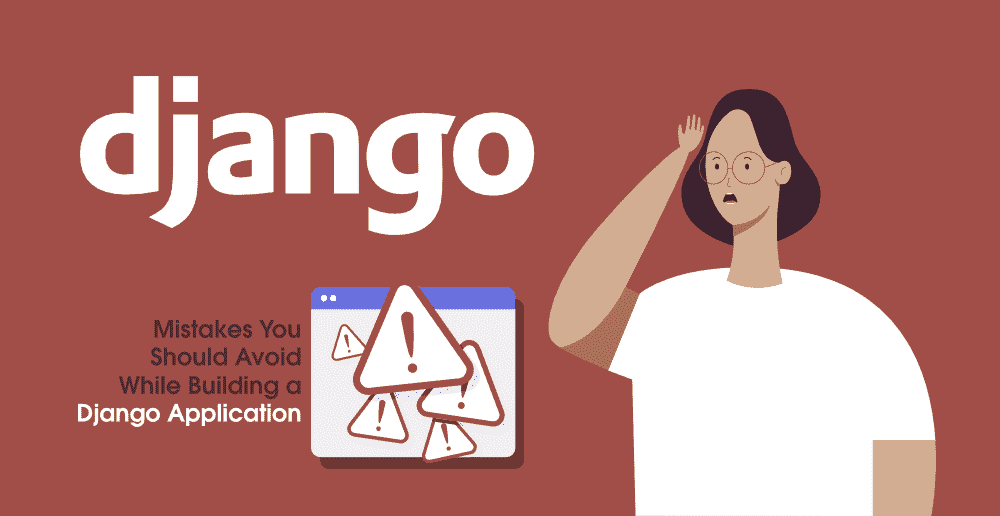 django
Mistakes You
Should Avoid
While Building a
Django Application